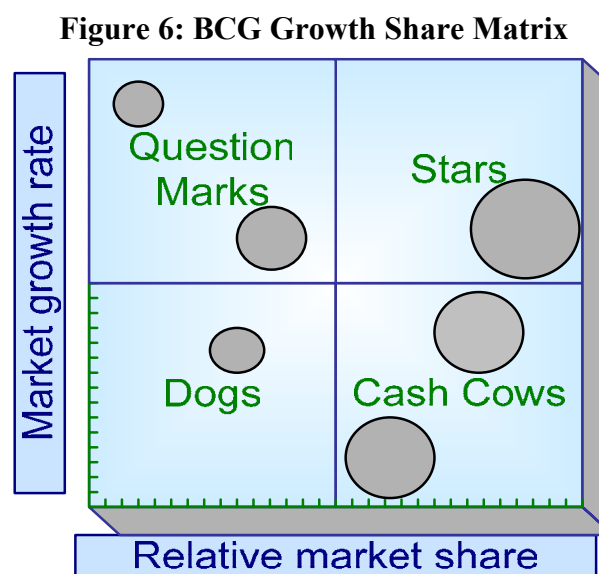 Figure 6: BCG Growth Share Matrix
Market growth rate
Question
Marks
Stars
Dogs
Cash Cows
Relative market share